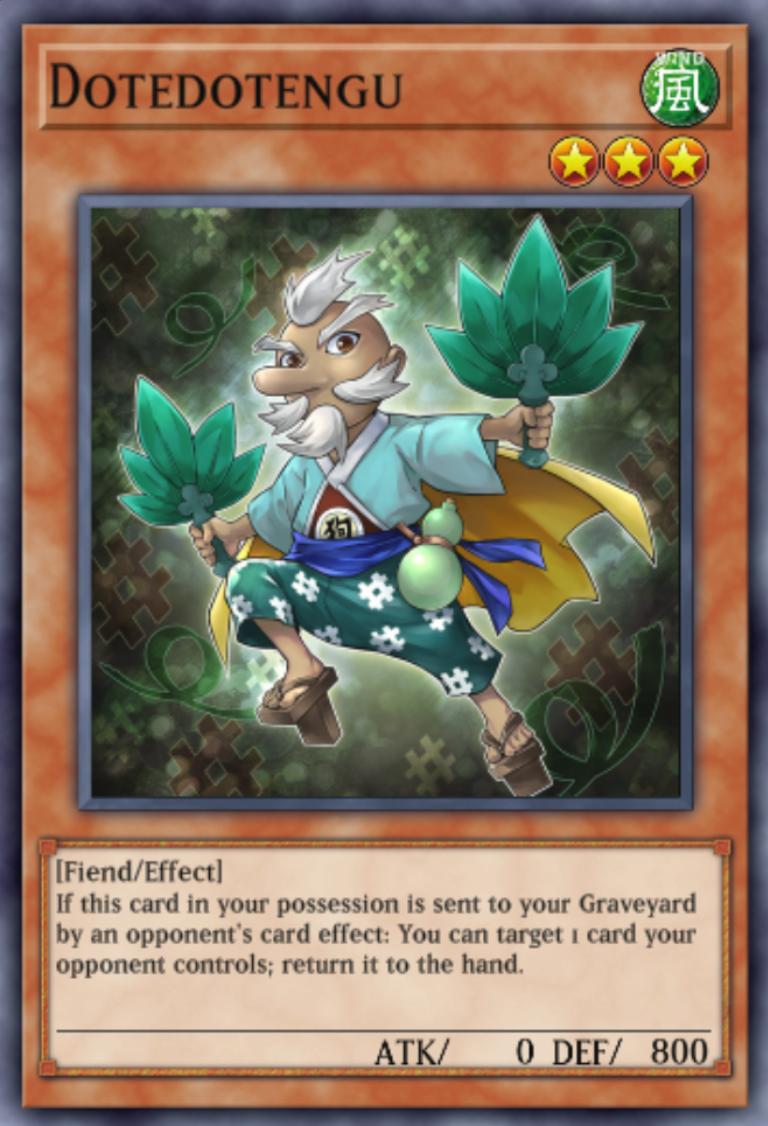 DOTEDOTENGU
WIND
風
狗
[Fiend/Effect]
If this card in your possession is sent to your Graveyard
by an opponent's card effect: You can target 1 card your
opponent controls; return it to the hand.
ATK/ 0 DEF/ 800